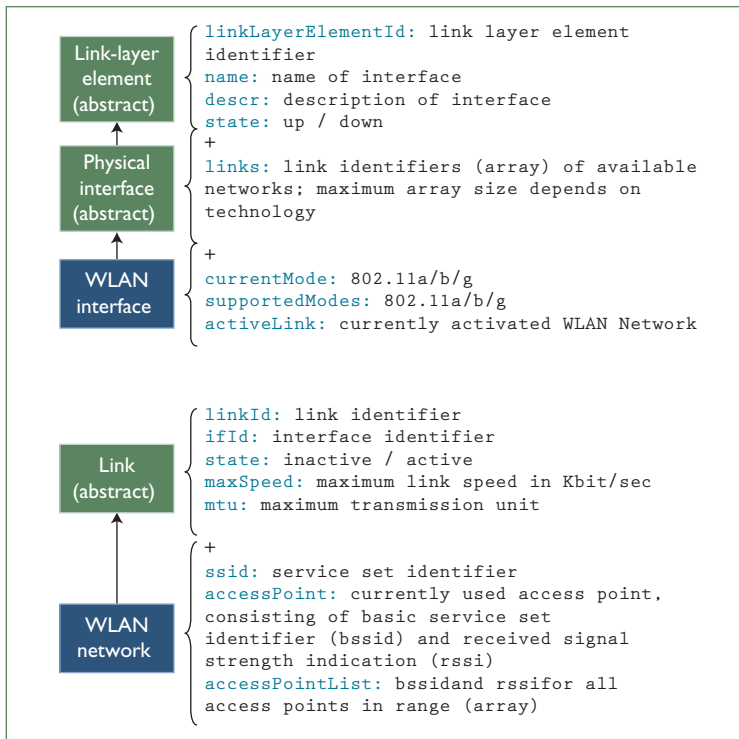 Link-layer
element
(abstract)
linkLayerElementId: link layer element
identifier
name: name of interface
descr: description of interface
state: up / down
Physical
interface
(abstract)
+
links: link identifiers (array) of available
networks; maximum array size depends on
technology
WLAN
interface
+
currentMode: 802.11a/b/g
supportedModes: 802.11a/b/g
activeLink: currently activated WLAN Network
Link
(abstract)
linkId: link identifier
ifId: interface identifier
state: inactive / active
maxSpeed: maximum link speed in Kbit/sec
mtu: maximum transmission unit
WLAN
network
+
ssid: service set identifier
accessPoint: currently used access point,
consisting of basic service set
identifier (bssid) and received signal
strength indication (rssi)
accessPointList: bssidand rssifor all
access points in range (array)